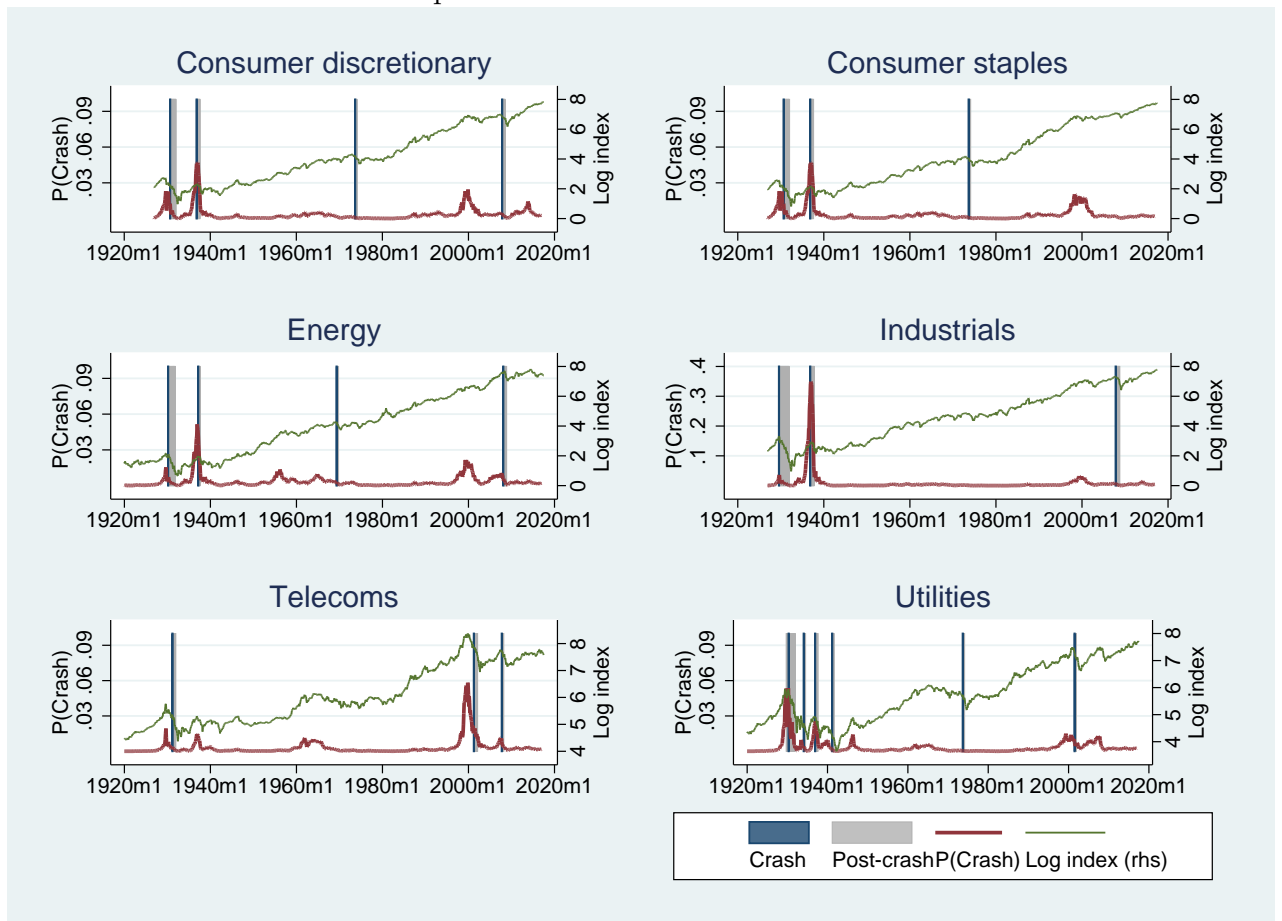 Consumer discretionary
P(Crash)
.03 .06 .09
0 2 4 6 8
Log index
1920m1 1940m1 1960m1 1980m1 2000m1 2020m1
Consumer staples
P(Crash)
.03 .06 .09
0 2 4 6 8
Log index
1920m1 1940m1 1960m1 1980m1 2000m1 2020m1
Energy
P(Crash)
.03 .06 .09
0 2 4 6 8
Log index
1920m1 1940m1 1960m1 1980m1 2000m1 2020m1
Industrials
P(Crash)
.1 .2 .3 .4
0 2 4 6 8
Log index
1920m1 1940m1 1960m1 1980m1 2000m1 2020m1
Telecoms
P(Crash)
.03 .06 .09
4 5 6 7 8
Log index
1920m1 1940m1 1960m1 1980m1 2000m1 2020m1
Utilities
P(Crash)
.03 .06 .09
4 5 6 7 8
Log index
1920m1 1940m1 1960m1 1980m1 2000m1 2020m1
Crash Post-crash P(Crash) Log index (rhs)